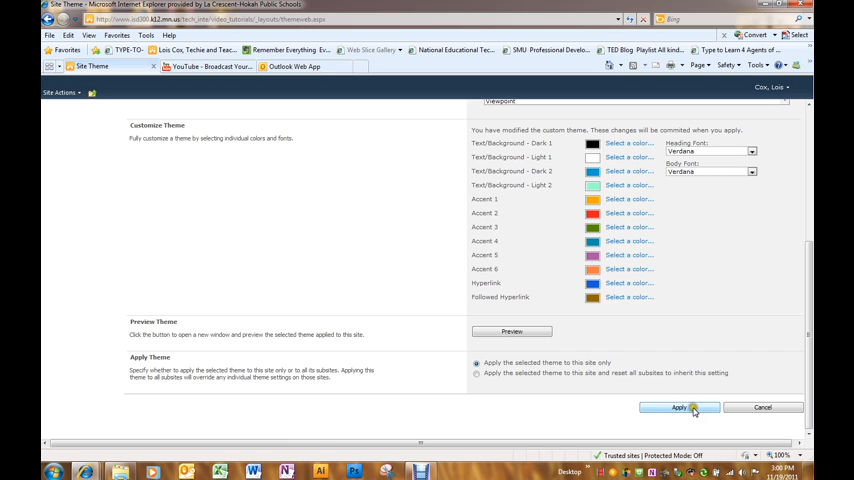 Site Theme - Microsoft Internet Explorer provided by La Crescent-Hokah Public Schools
http://www.isd300.k12.mn.us/tech_inte/video_tutorials/_layouts/themeweb.aspx
Bing
File Edit View Favorites Tools Help
Convert Select
Favorites TYPE-TO- Lois Cox, Techie and Teac... Remember Everything. Ev... Web Slice Gallery National Educational Tec... SMU Professional Develo... TED Blog Playlist All kind... Type to Learn 4 Agents of ...
Site Theme YouTube - Broadcast Your... Outlook Web App
Page Safety Tools
Cox, Lois
Site Actions
Viewpoint
Customize Theme
Fully customize a theme by selecting individual colors and fonts.
You have modified the custom theme. These changes will be commited when you apply.
Text/Background - Dark 1 Select a color... Heading Font:
Verdana
Text/Background - Light 1 Select a color...
Body Font:
Text/Background - Dark 2 Select a color... Verdana
Text/Background - Light 2 Select a color...
Accent 1 Select a color...
Accent 2 Select a color...
Accent 3 Select a color...
Accent 4 Select a color...
Accent 5 Select a color...
Accent 6 Select a color...
Hyperlink Select a color...
Followed Hyperlink Select a color...
Preview Theme
Click the button to open a new window and preview the selected theme applied to this site.
Preview
Apply Theme
Specify whether to apply the selected theme to this site only or to all its subsites. Applying this
theme to all subsites will override any individual theme settings on those sites.
Apply the selected theme to this site only
Apply the selected theme to this site and reset all subsites to inherit this setting
Apply Cancel
Trusted sites | Protected Mode: Off
100%
Desktop
3:00 PM
11/19/2011